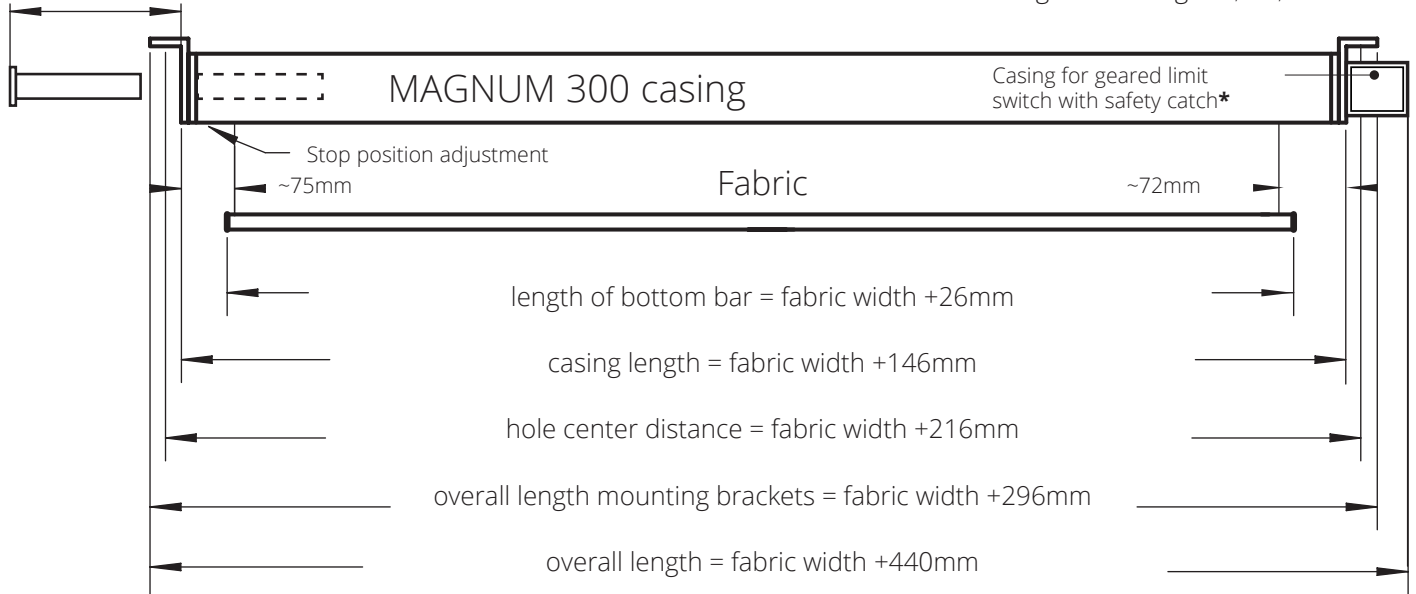 MAGNUM 300 casing
Casing for geared limit
switch with safety catch*
Stop position adjustment
~75mm
Fabric
~72mm
length of bottom bar = fabric width +26mm
casing length = fabric width +146mm
hole center distance = fabric width +216mm
overall length mounting brackets = fabric width +296mm
overall length = fabric width +440mm